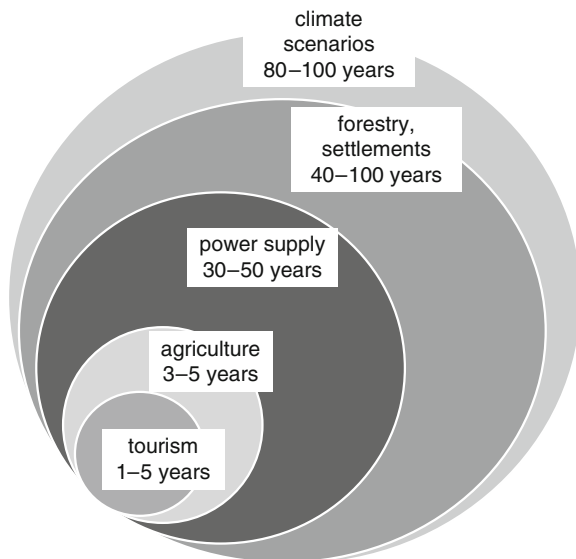 climate
scenarios
80–100 years
forestry,
settlements
40–100 years
power supply
30–50 years
agriculture
3–5 years
tourism
1–5 years